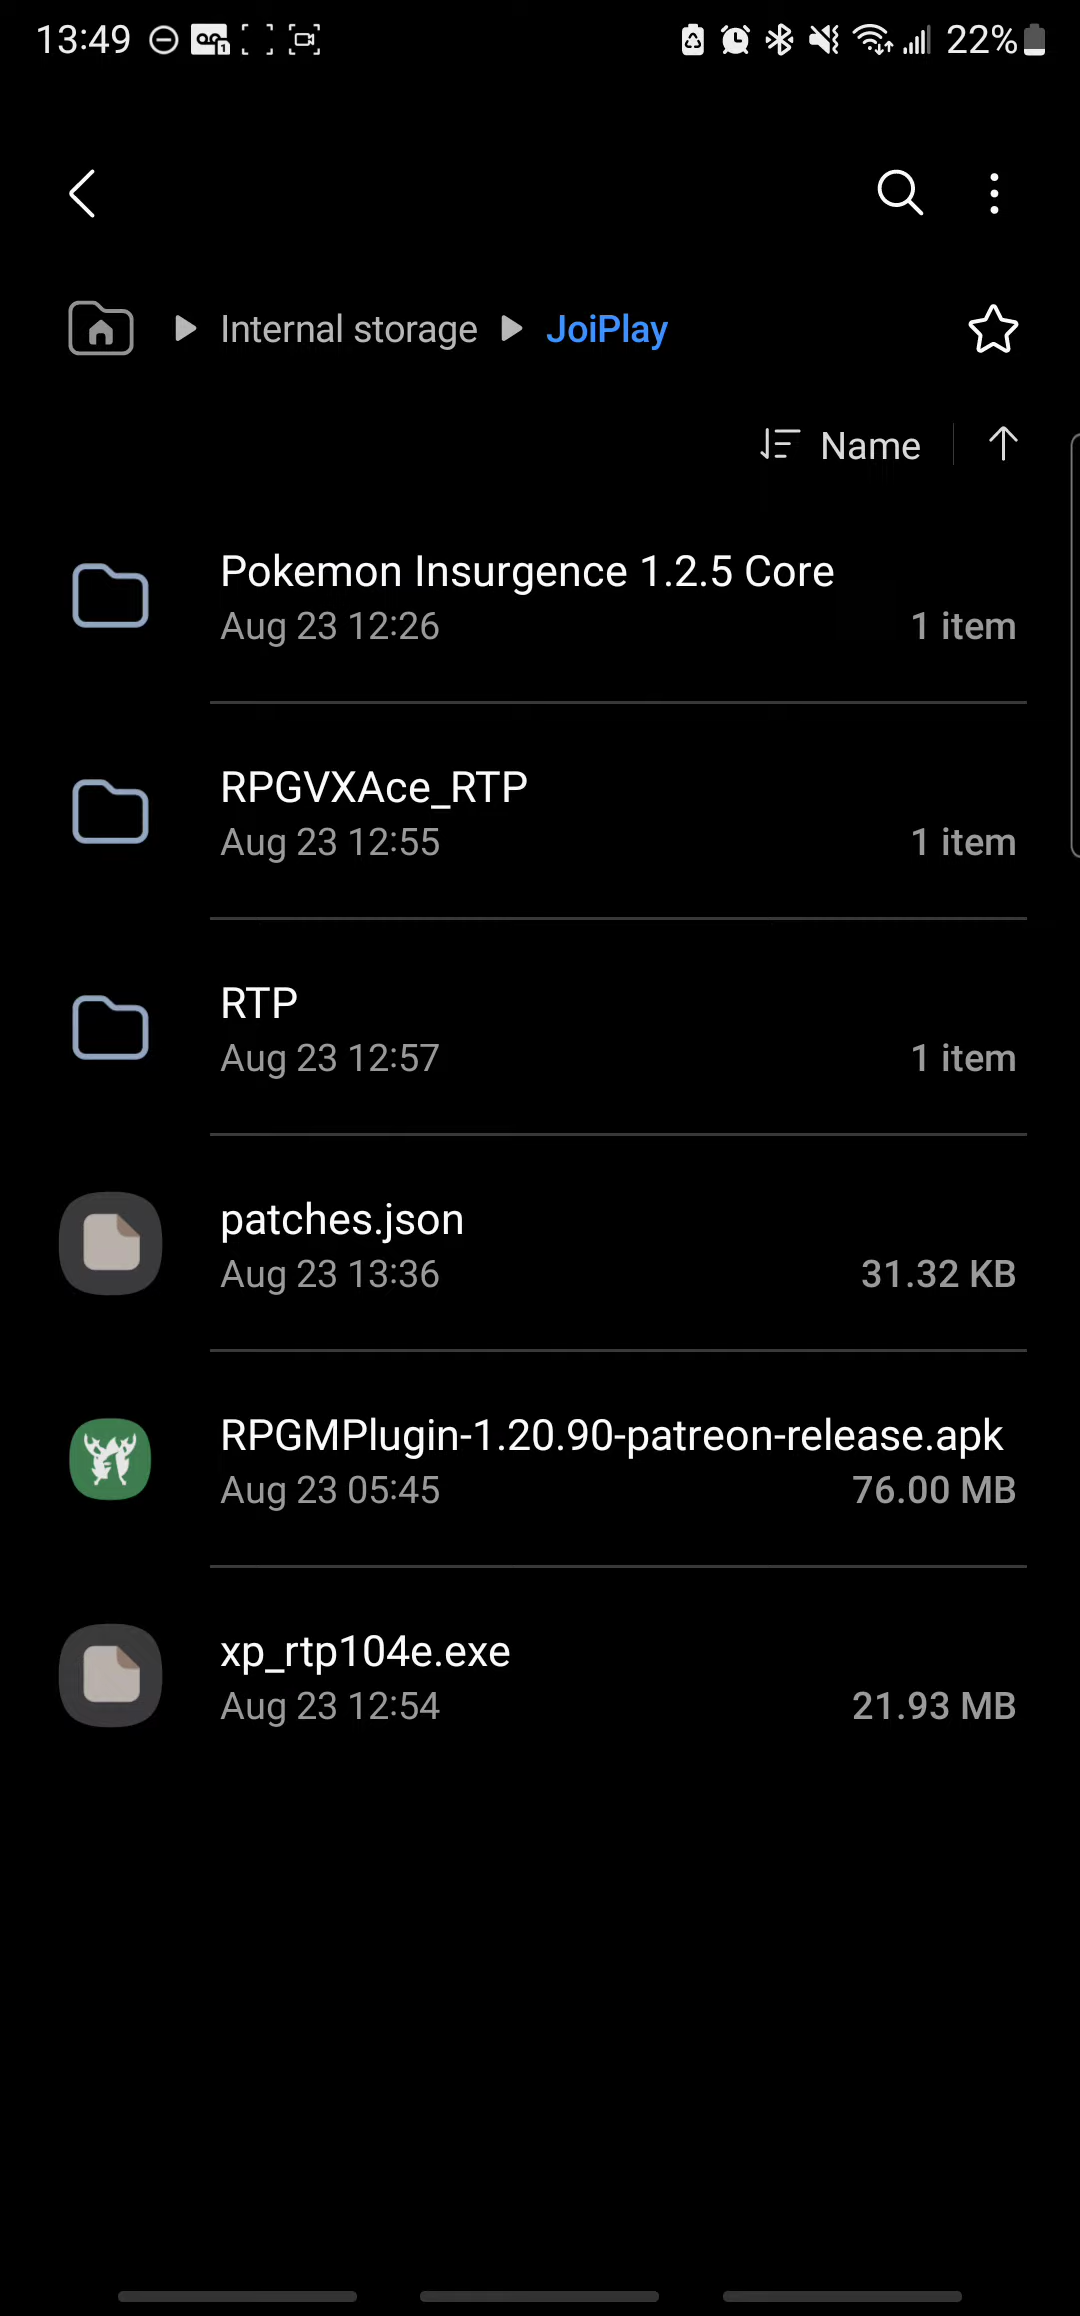 13:49 22%
Internal storage JoiPlay
Name
Pokemon Insurgence 1.2.5 Core
Aug 23 12:26 1 item
RPGVXAce_RTP
Aug 23 12:55 1 item
RTP
Aug 23 12:57 1 item
patches.json
Aug 23 13:36 31.32 KB
RPGMPlugin-1.20.90-patreon-release.apk
Aug 23 05:45 76.00 MB
xp_rtp104e.exe
Aug 23 12:54 21.93 MB